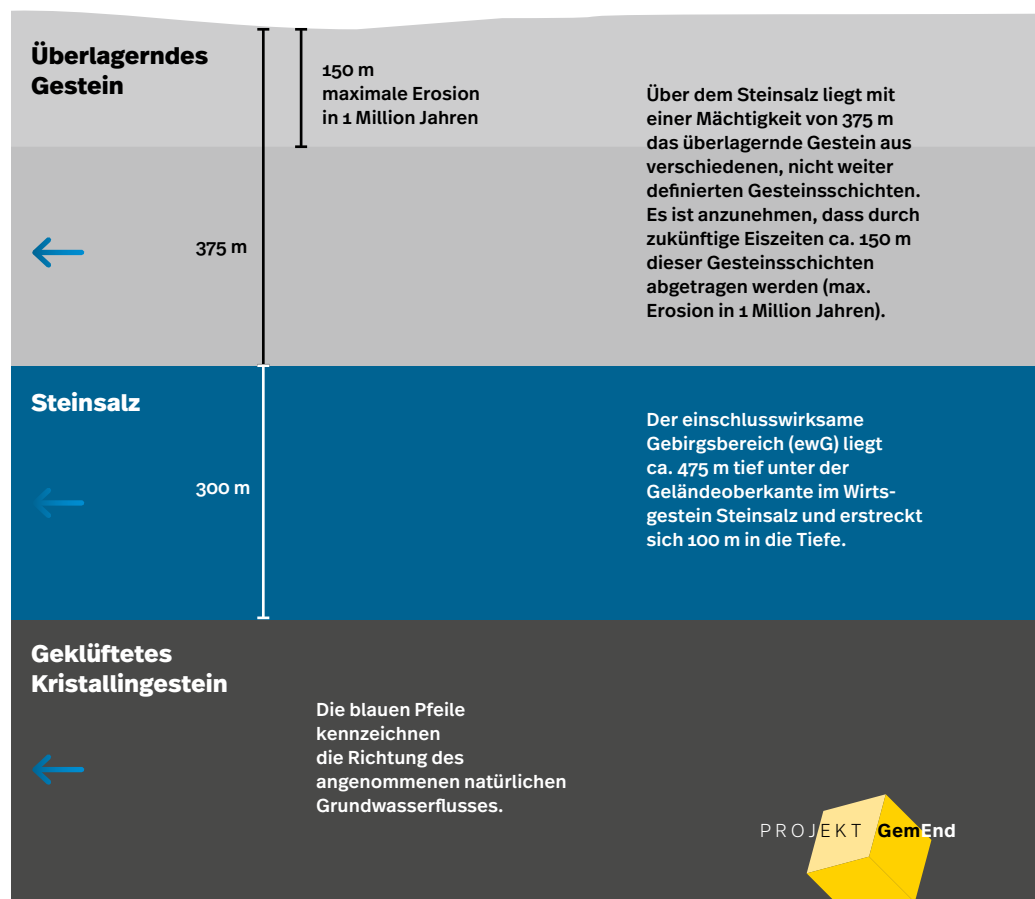 Überlagerndes
Gestein
150 m
maximale Erosion
in 1 Million Jahren
375 m
Über dem Steinsalz liegt mit
einer Mächtigkeit von 375 m
das überlagernde Gestein aus
verschiedenen, nicht weiter
definierten Gesteinsschichten.
Es ist anzunehmen, dass durch
zukünftige Eiszeiten ca. 150 m
dieser Gesteinsschichten
abgetragen werden (max.
Erosion in 1 Million Jahren).
Steinsalz
300 m
Der einschlusswirksame
Gebirgsbereich (ewG) liegt
ca. 475 m tief unter der
Geländeoberkante im Wirts-
gestein Steinsalz und erstreckt
sich 100 m in die Tiefe.
Geklüftetes
Kristallingestein
Die blauen Pfeile
kennzeichnen
die Richtung des
angenommenen natürlichen
Grundwasserflusses.
PROJEKT GemEnd